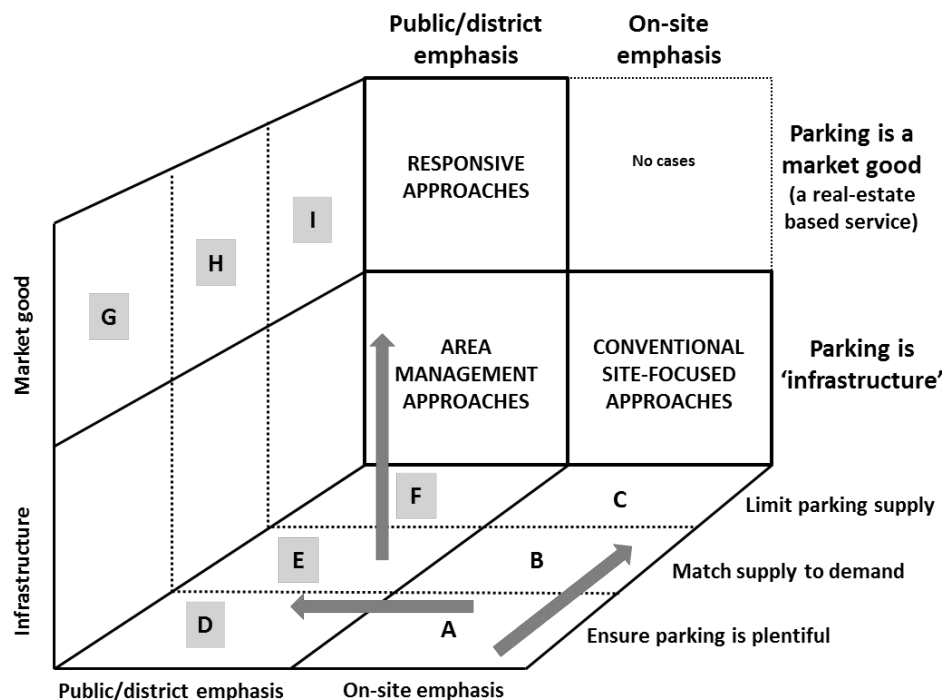 Public/district
emphasis
On-site
emphasis
RESPONSIVE
APPROACHES
No cases
Parking is a
market good
(a real-estate
based service)
I
H
G
Market good
AREA
MANAGEMENT
APPROACHES
CONVENTIONAL
SITE-FOCUSED
APPROACHES
Parking is
‘infrastructure’
Infrastructure
F
C
Limit parking supply
E
B
Match supply to demand
D
A
Ensure parking is plentiful
Public/district emphasis
On-site emphasis